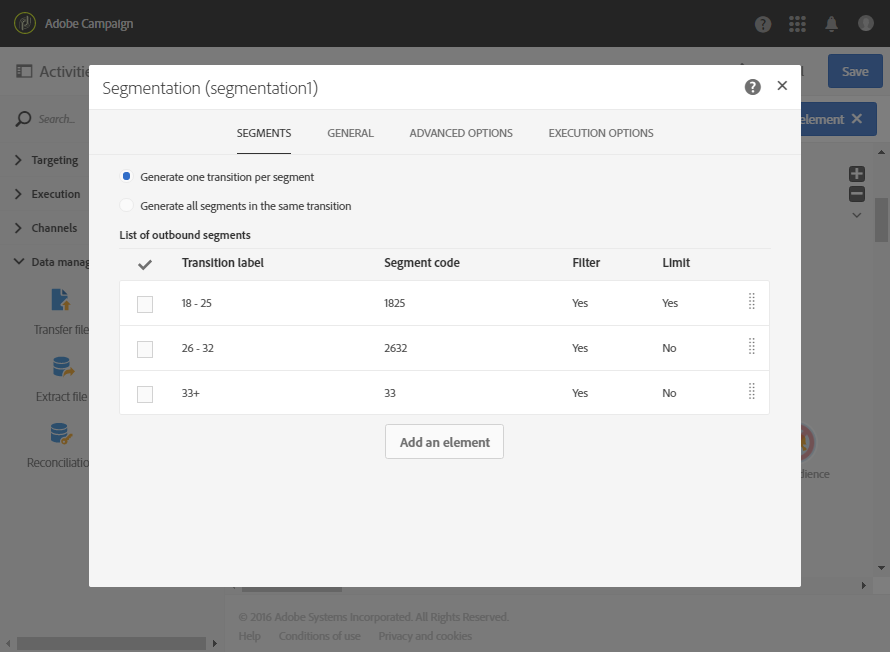 Adobe Campaign
Activitie
Save
Segmentation (segmentation1)
Search...
element
SEGMENTS GENERAL ADVANCED OPTIONS EXECUTION OPTIONS
Targeting
Generate one transition per segment
Execution
Generate all segments in the same transition
Channels
List of outbound segments
Data manag
Transition label Segment code Filter Limit
18 - 25 1825 Yes Yes
Transfer file
26 - 32 2632 Yes No
Extract file
33+ 33 Yes No
Add an element
Reconciliatio
dience
© 2016 Adobe Systems Incorporated. All Rights Reserved.
Help Conditions of use Privacy and cookies